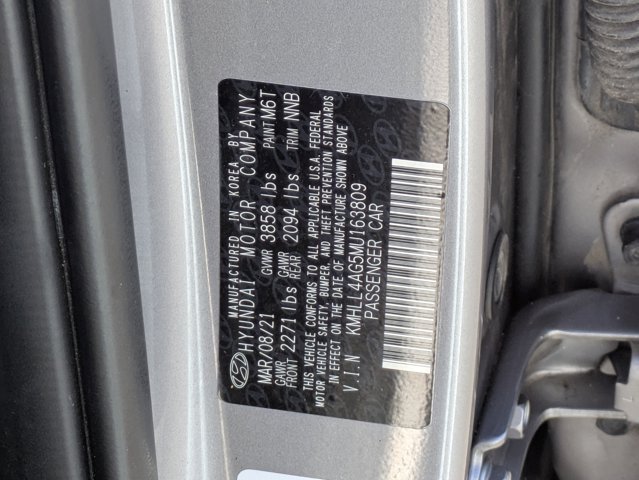 MANUFACTURED IN KOREA BY
HYUNDAI MOTOR COMPANY
MAR/08/21 GVWR 3858 lbs PAINT M6T
GAWR FRONT 2271 lbs GAWR REAR 2094 lbs TRIM NNB
THIS VEHICLE CONFORMS TO ALL APPLICABLE U.S.A. FEDERAL
MOTOR VEHICLE SAFETY, BUMPER, AND THEFT PREVENTION STANDARDS
IN EFFECT ON THE DATE OF MANUFACTURE SHOWN ABOVE
V.I.N KMHLL4AG5MU163809
PASSENGER CAR